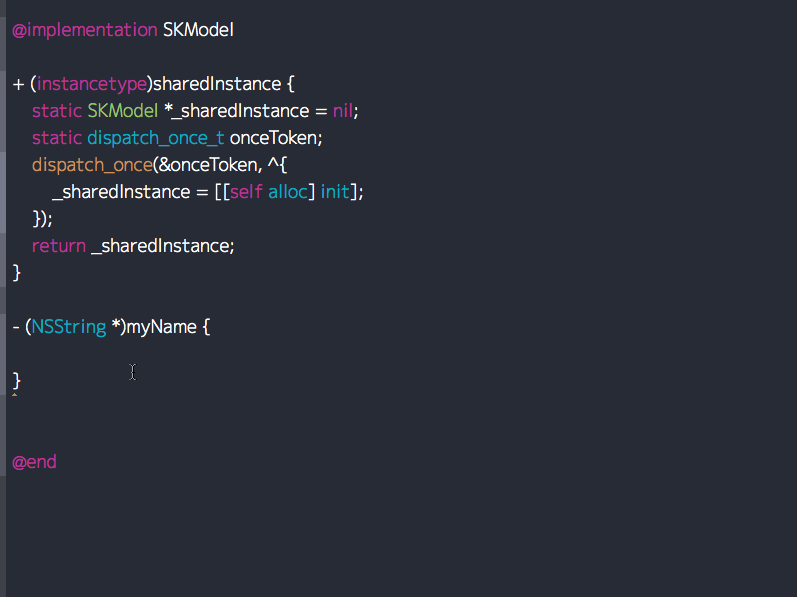 @implementation SKModel
+ (instancetype)sharedInstance {
static SKModel *_sharedInstance = nil;
static dispatch_once_t onceToken;
dispatch_once(&onceToken, ^{
_sharedInstance = [[self alloc] init];
});
return _sharedInstance;
}
- (NSString *)myName {
}
@end